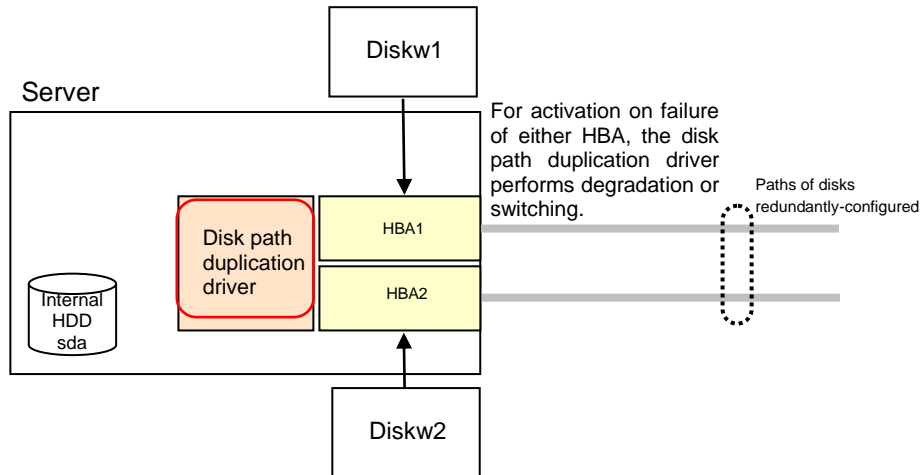 Diskw1
Server
For activation on failure
of either HBA, the disk
path duplication driver
performs degradation or
switching.
Paths of disks
redundantly-configured
Disk path
duplication
driver
HBA1
HBA2
Internal
HDD
sda
Diskw2